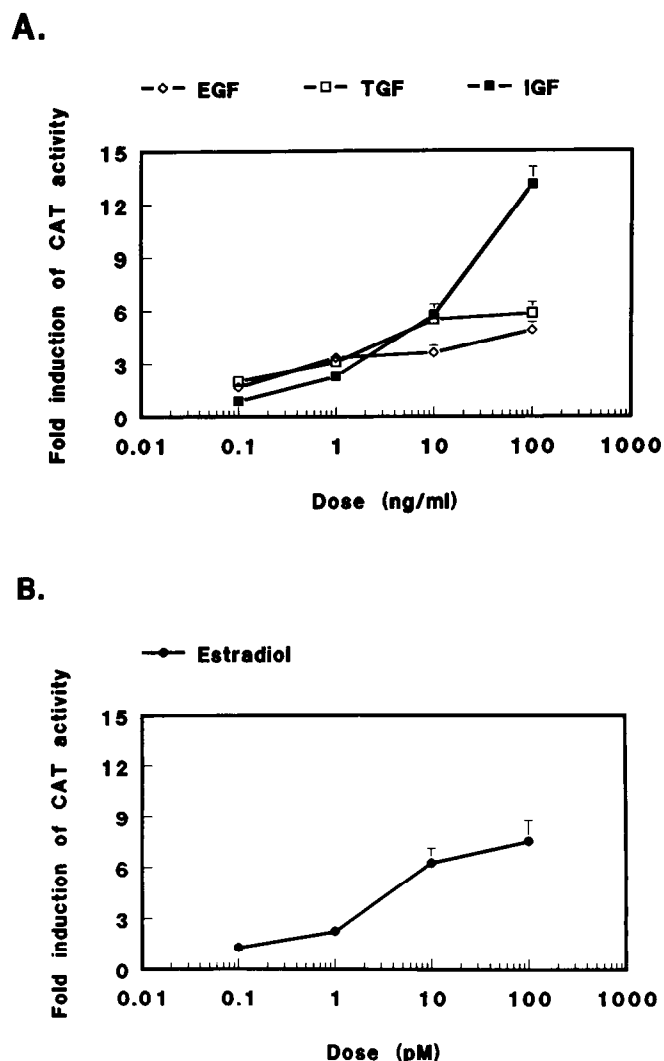 A.
EGF TGF IGF
Fold induction of CAT activity
15
12
9
6
3
0
0.01 0.1 1 10 100 1000
Dose (ng/ml)
B.
Estradiol
Fold induction of CAT activity
15
12
9
6
3
0
0.01 0.1 1 10 100 1000
Dose (pM)